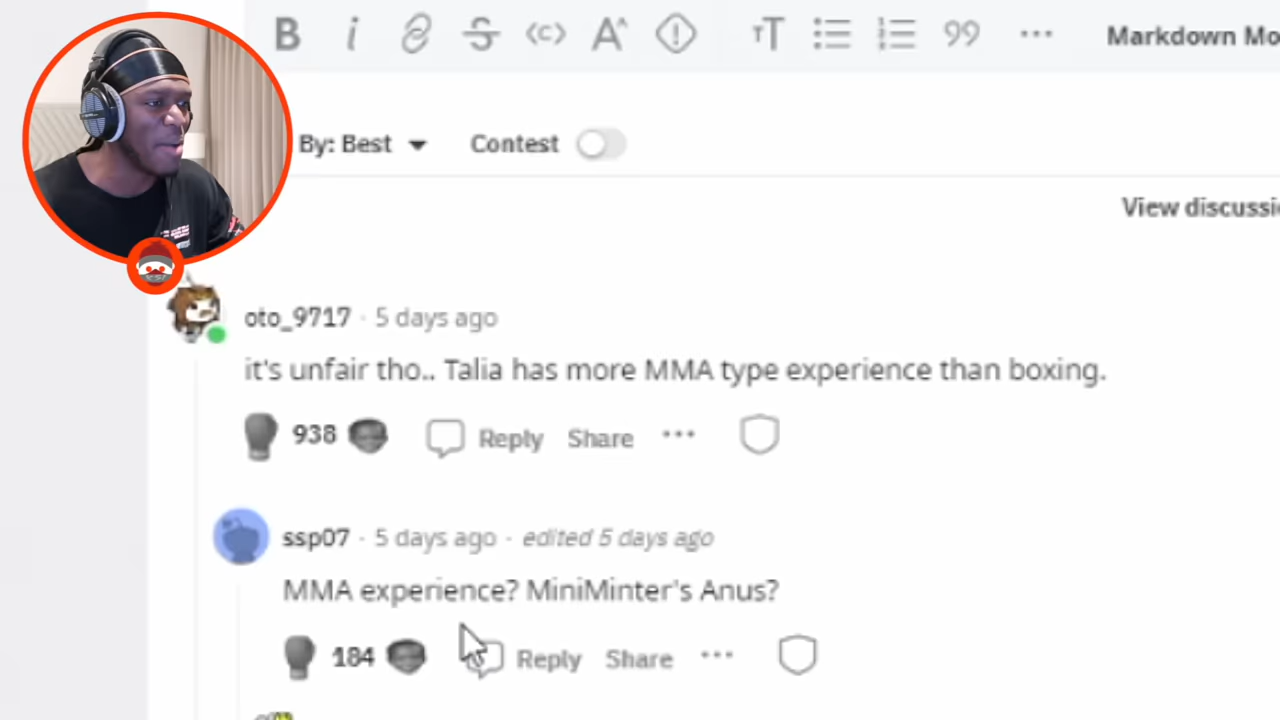 B i S <c> A^ ! TT 99 ... Markdown Mo
By: Best Contest
View discussi
oto_9717 · 5 days ago
it's unfair tho.. Talia has more MMA type experience than boxing.
938 Reply Share ...
ssp07 · 5 days ago · edited 5 days ago
MMA experience? MiniMinter's Anus?
184 Reply Share ...